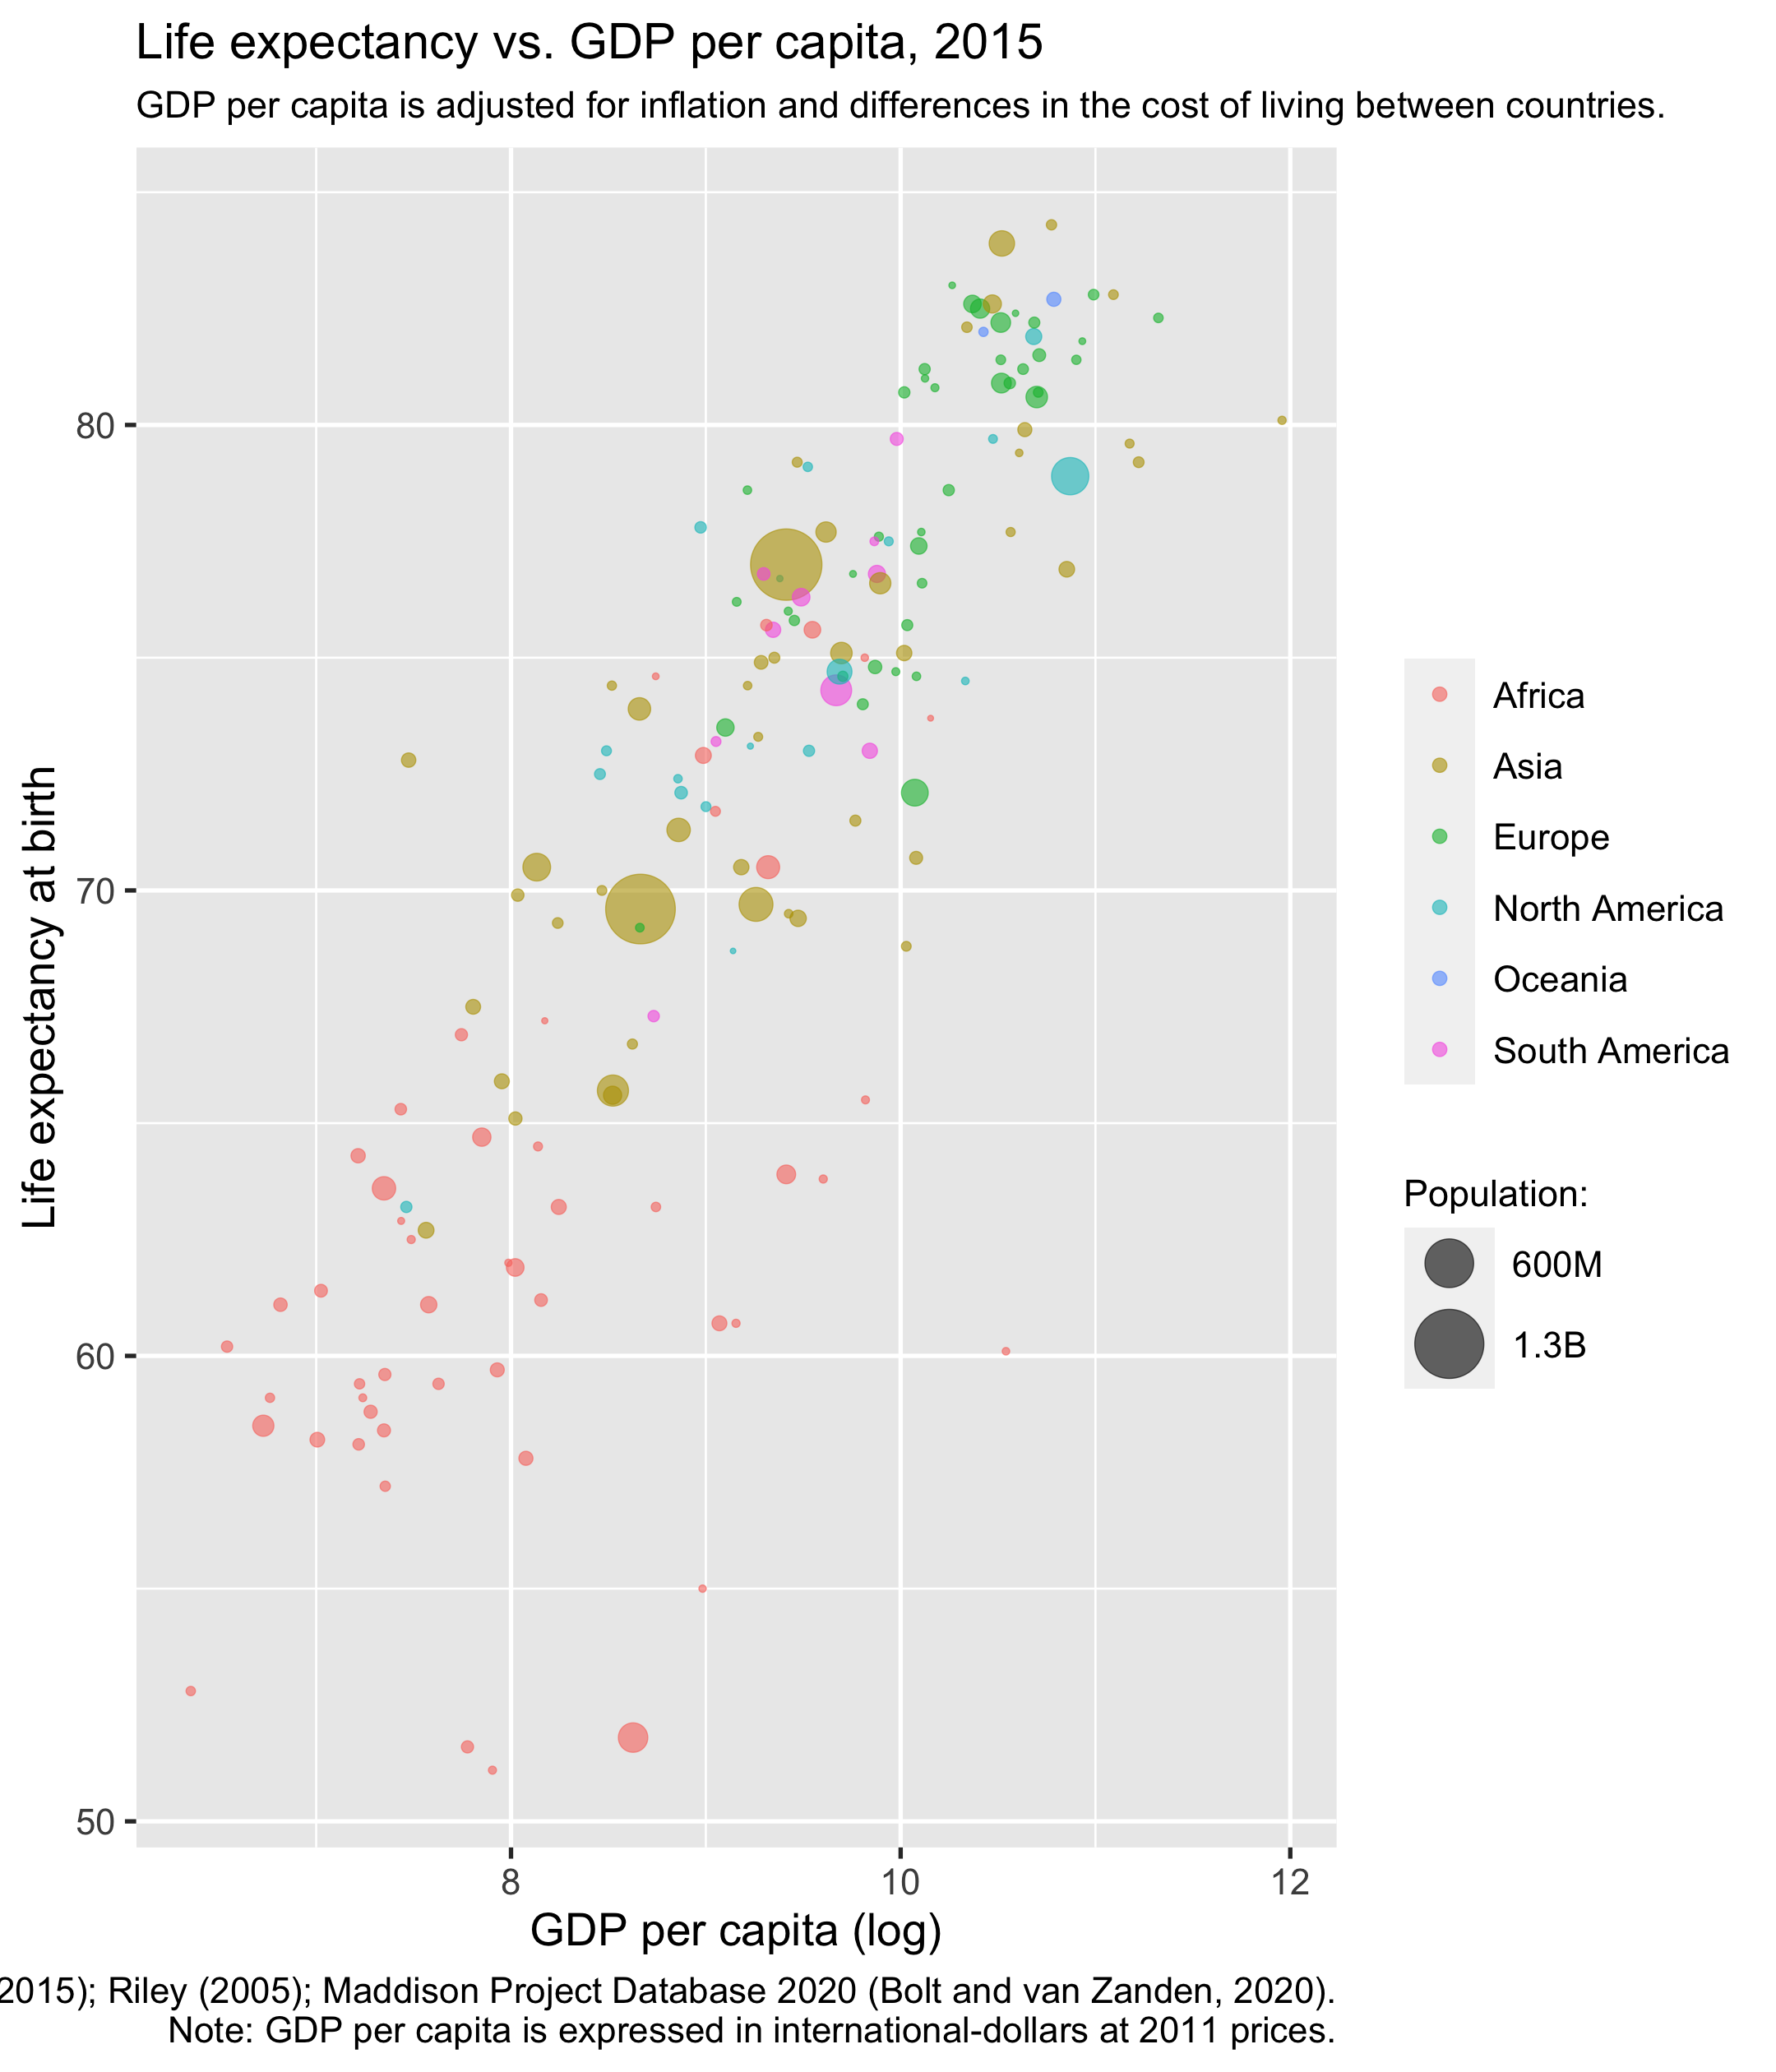 Life expectancy vs. GDP per capita, 2015
GDP per capita is adjusted for inflation and differences in the cost of living between countries.
Life expectancy at birth
80
70
60
50
8
10
12
GDP per capita (log)
Africa
Asia
Europe
North America
Oceania
South America
Population:
600M
1.3B
2015); Riley (2005); Maddison Project Database 2020 (Bolt and van Zanden, 2020).
Note: GDP per capita is expressed in international-dollars at 2011 prices.